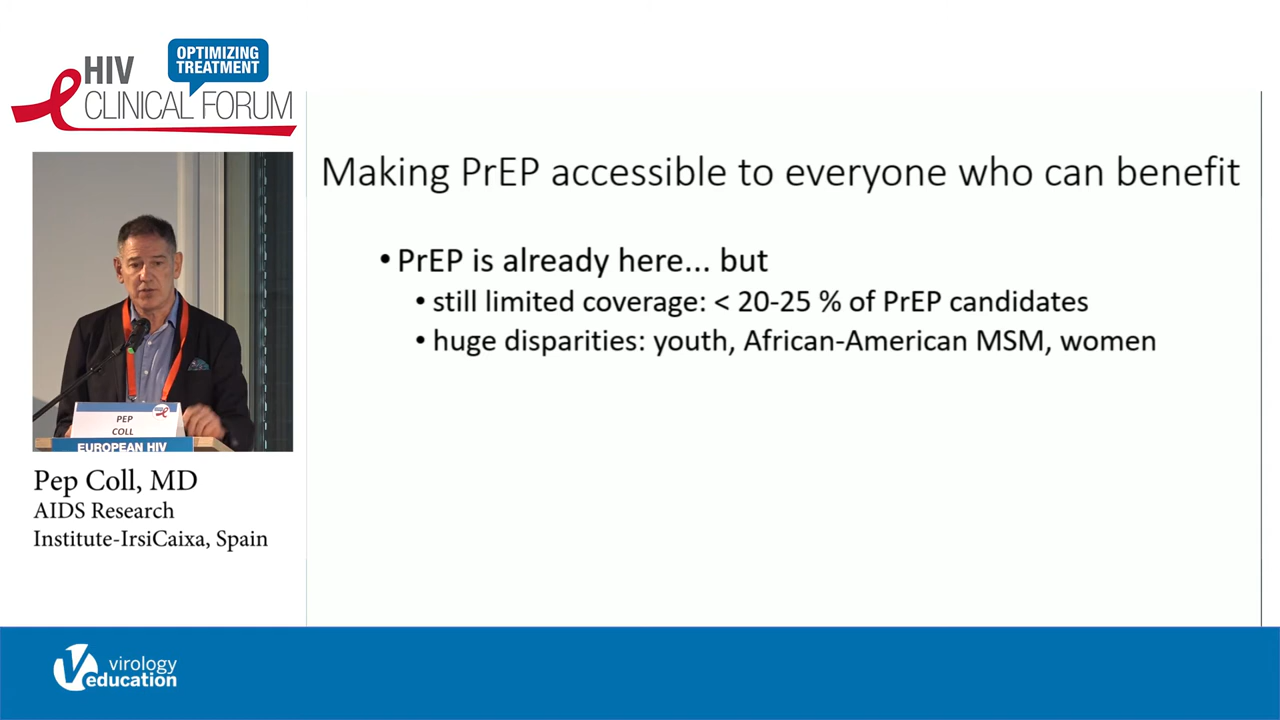 OPTIMIZING
TREATMENT
HIV
CLINICAL FORUM
Making PrEP accessible to everyone who can benefit
• PrEP is already here... but
• still limited coverage: < 20-25 % of PrEP candidates
• huge disparities: youth, African-American MSM, women
PEP
COLL
EUROPEAN HIV
Pep Coll, MD
AIDS Research
Institute-IrsiCaixa, Spain
virology
education